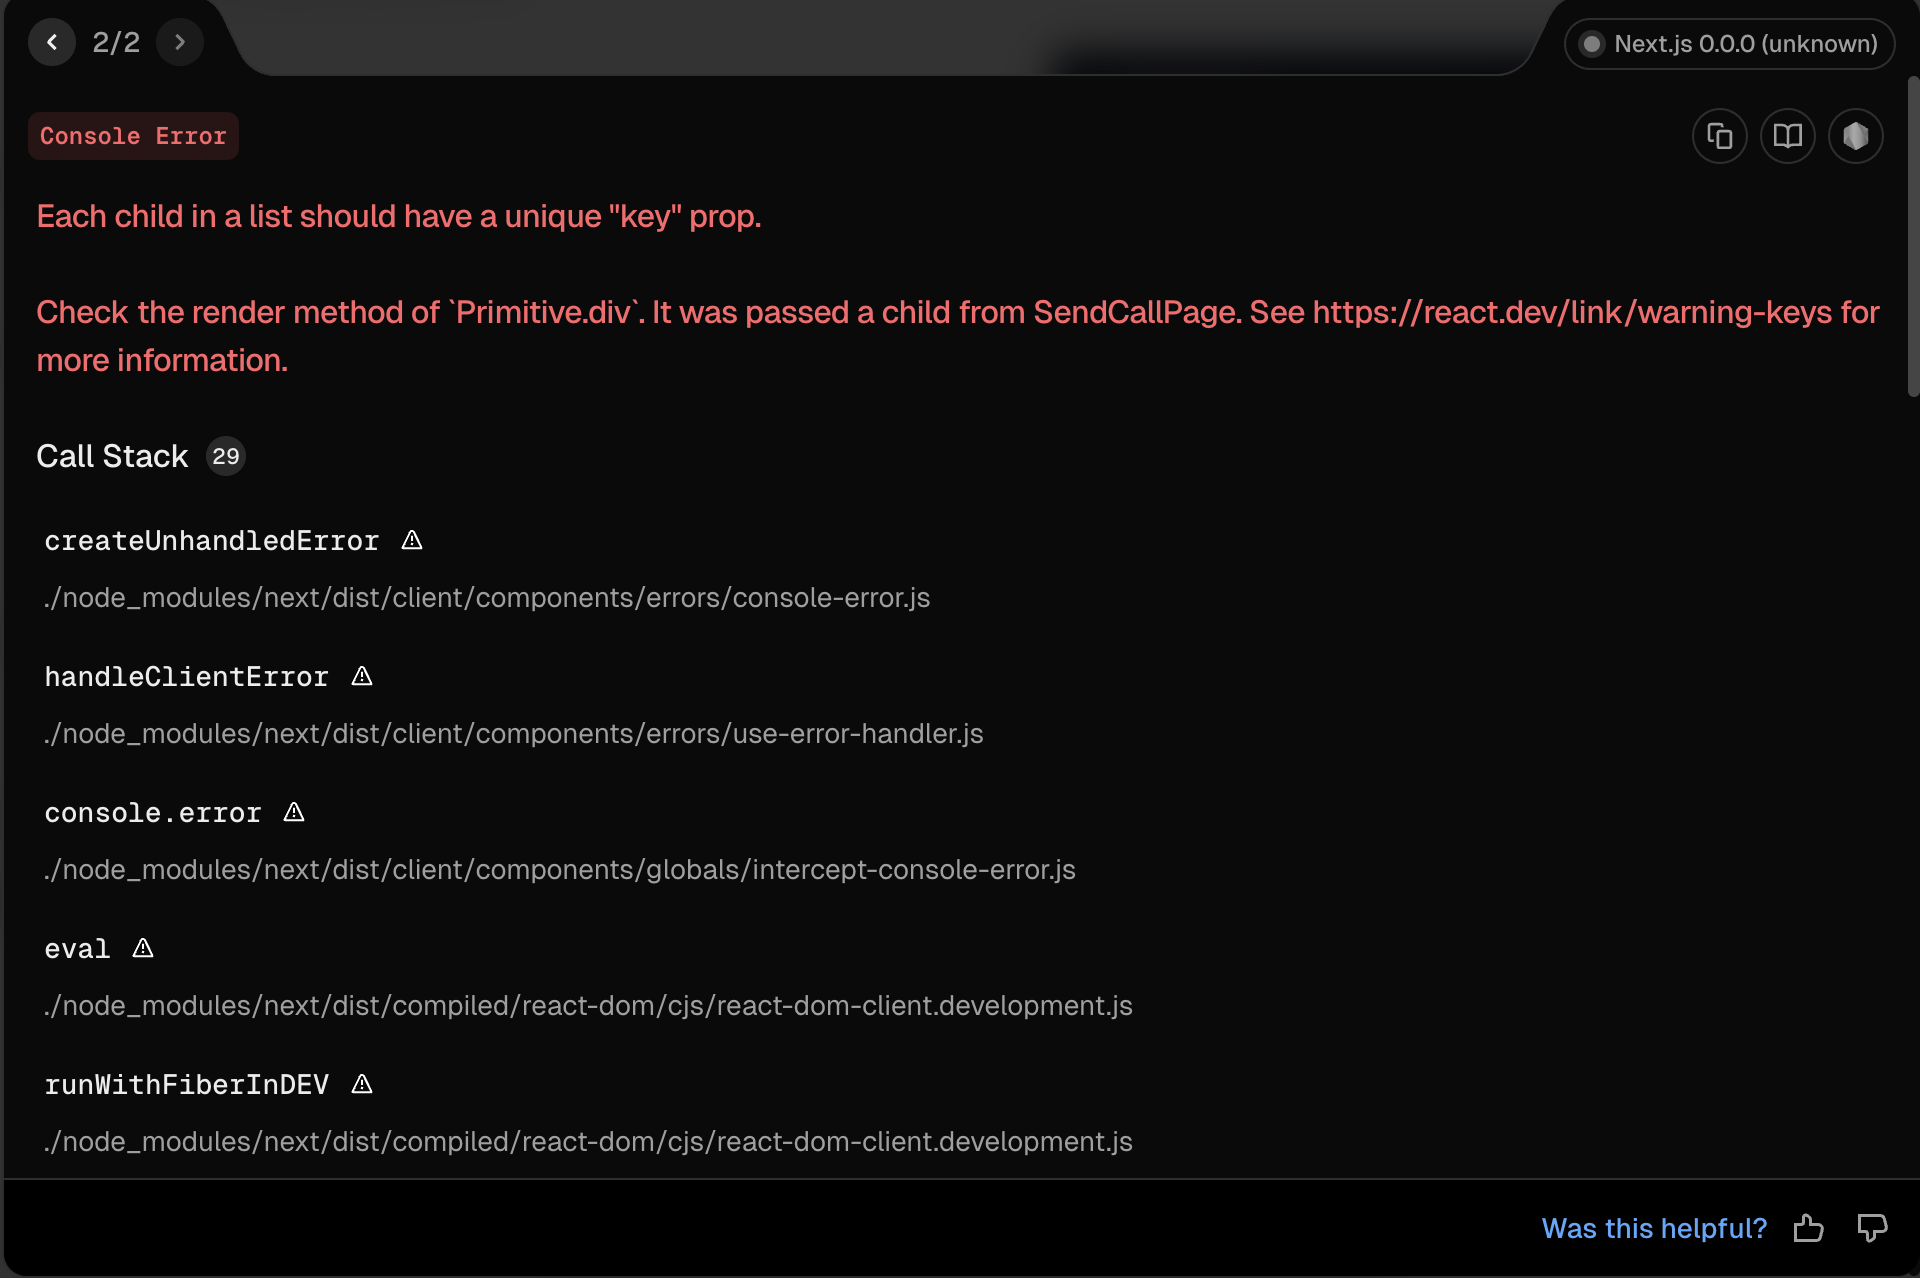 2/2
Next.js 0.0.0 (unknown)
Console Error
Each child in a list should have a unique "key" prop.
Check the render method of `Primitive.div`. It was passed a child from SendCallPage. See https://react.dev/link/warning-keys for
more information.
Call Stack 29
createUnhandledError
./node_modules/next/dist/client/components/errors/console-error.js
handleClientError
./node_modules/next/dist/client/components/errors/use-error-handler.js
console.error
./node_modules/next/dist/client/components/globals/intercept-console-error.js
eval
./node_modules/next/dist/compiled/react-dom/cjs/react-dom-client.development.js
runWithFiberInDEV
./node_modules/next/dist/compiled/react-dom/cjs/react-dom-client.development.js
Was this helpful?